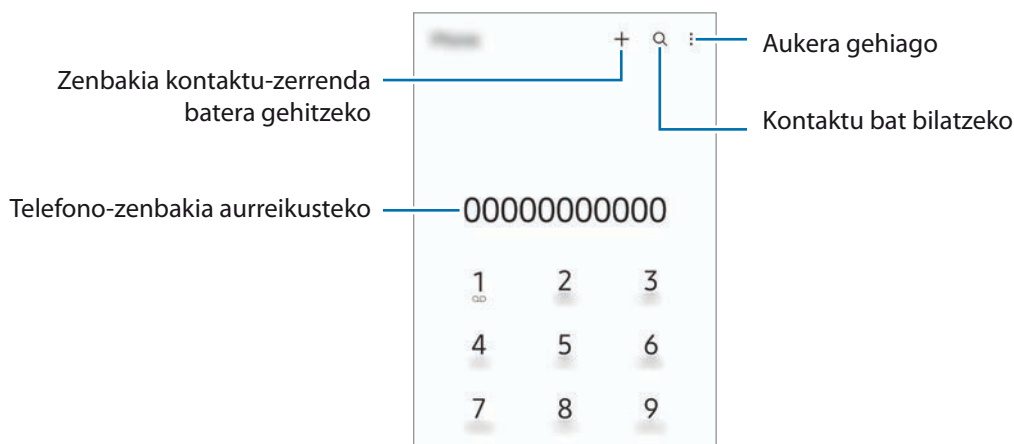 Aukera gehiago
Zenbakia kontaktu-zerrenda
batera gehitzeko
Kontaktu bat bilatzeko
Telefono-zenbakia aurreikusteko
00000000000
1 2 3
4 5 6
7 8 9